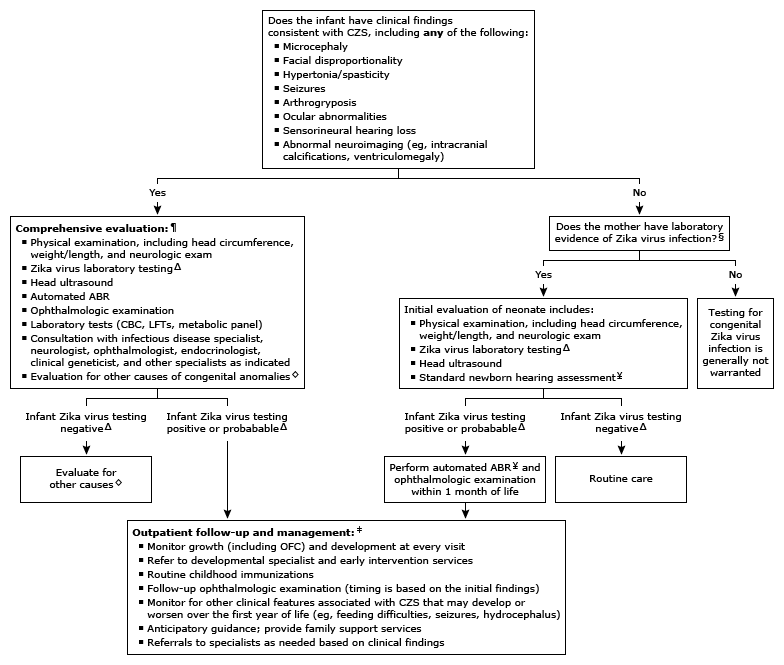 Does the infant have clinical findings
consistent with CZS, including any of the following:
▪ Microcephaly
▪ Facial disproportionality
▪ Hypertonia/spasticity
▪ Seizures
▪ Arthrogryposis
▪ Ocular abnormalities
▪ Sensorineural hearing loss
▪ Abnormal neuroimaging (eg, intracranial
calcifications, ventriculomegaly)
Yes
No
Comprehensive evaluation:¶
▪ Physical examination, including head circumference,
weight/length, and neurologic exam
▪ Zika virus laboratory testingΔ
▪ Head ultrasound
▪ Automated ABR
▪ Ophthalmologic examination
▪ Laboratory tests (CBC, LFTs, metabolic panel)
▪ Consultation with infectious disease specialist,
neurologist, ophthalmologist, endocrinologist,
clinical geneticist, and other specialists as indicated
▪ Evaluation for other causes of congenital anomalies◇
Does the mother have laboratory
evidence of Zika virus infection?§
Yes
No
Initial evaluation of neonate includes:
▪ Physical examination, including head circumference,
weight/length, and neurologic exam
▪ Zika virus laboratory testingΔ
▪ Head ultrasound
▪ Standard newborn hearing assessment¥
Testing for
congenital
Zika virus
infection is
generally not
warranted
Infant Zika virus testing
negativeΔ
Infant Zika virus testing
positive or probableΔ
Infant Zika virus testing
positive or probableΔ
Infant Zika virus testing
negativeΔ
Evaluate for
other causes◇
Perform automated ABR¥ and
ophthalmologic examination
within 1 month of life
Routine care
Outpatient follow-up and management:‡
▪ Monitor growth (including OFC) and development at every visit
▪ Refer to developmental specialist and early intervention services
▪ Routine childhood immunizations
▪ Follow-up ophthalmologic examination (timing is based on the initial findings)
▪ Monitor for other clinical features associated with CZS that may develop or
worsen over the first year of life (eg, feeding difficulties, seizures, hydrocephalus)
▪ Anticipatory guidance; provide family support services
▪ Referrals to specialists as needed based on clinical findings